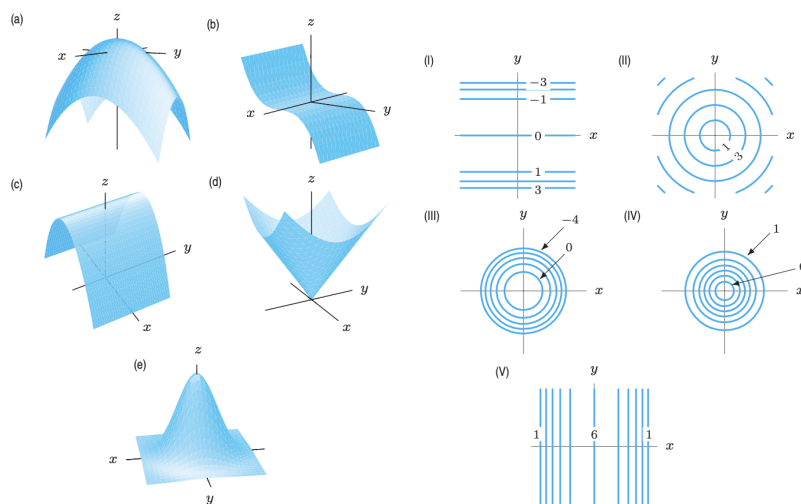 (a)
z
x
y
(b)
z
x
y
(c)
z
y
x
(d)
z
y
x
(e)
z
x
y
(I)
y
−3
−1
0
x
1
3
(II)
y
x
1
3
(III)
y
−4
0
x
(IV)
y
1
x
(V)
y
1
6
1
x